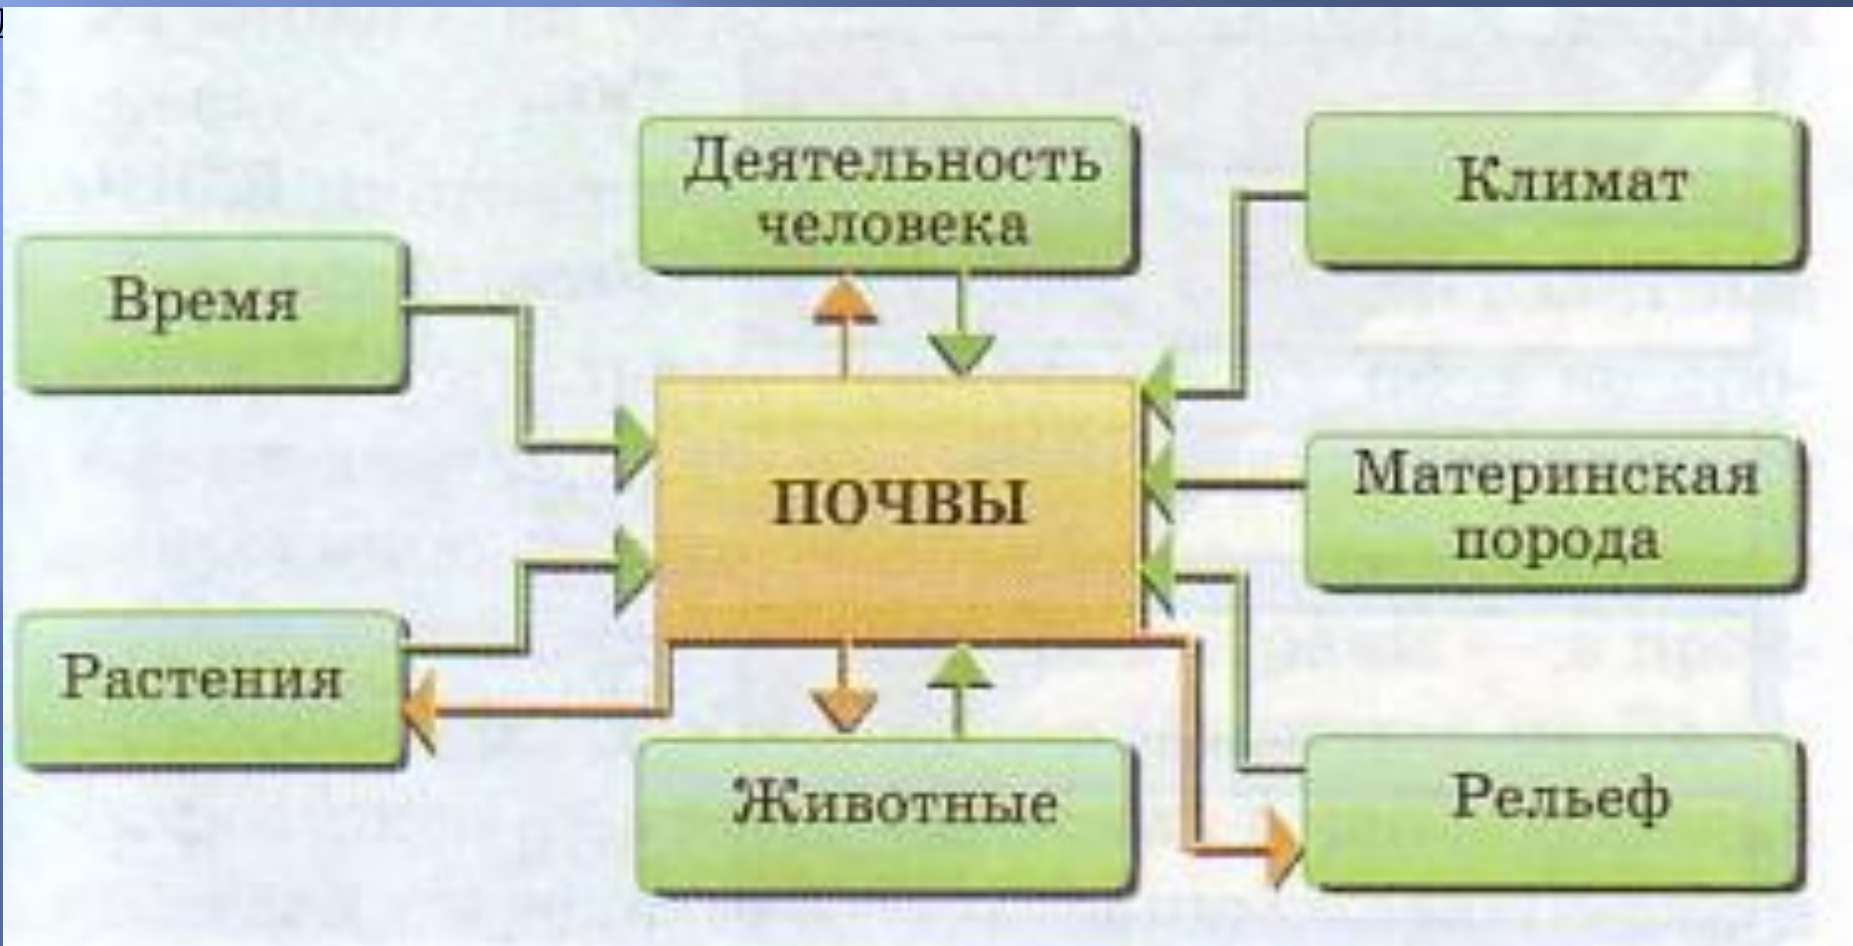 Деятельность
человека
Климат
Время
Материнская
порода
ПОЧВЫ
Растения
Животные
Рельеф